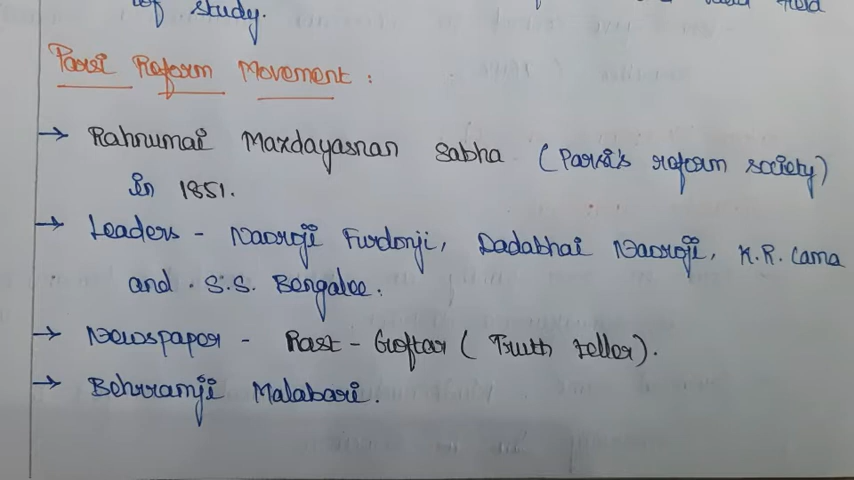 of study.
Parsi Reform Movement :
→ Rahnumai Mazdayasnan Sabha (Parsi's reform society)
in 1851.
→ Leaders - Naoroji Furdonji, Dadabhai Naoroji, K.R. Cama
and S.S. Bengalee.
→ Newspaper - Rast - Goftar ( Truth teller).
→ Behramji Malabari.